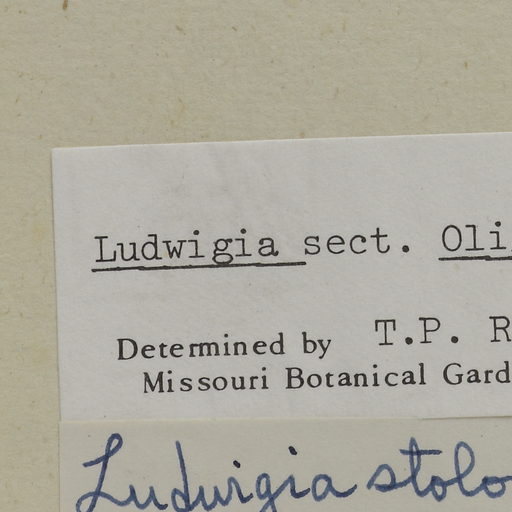 Ludwigia sect. Oli
Determined by T.P. R
Missouri Botanical Gard
Ludwigia stolo